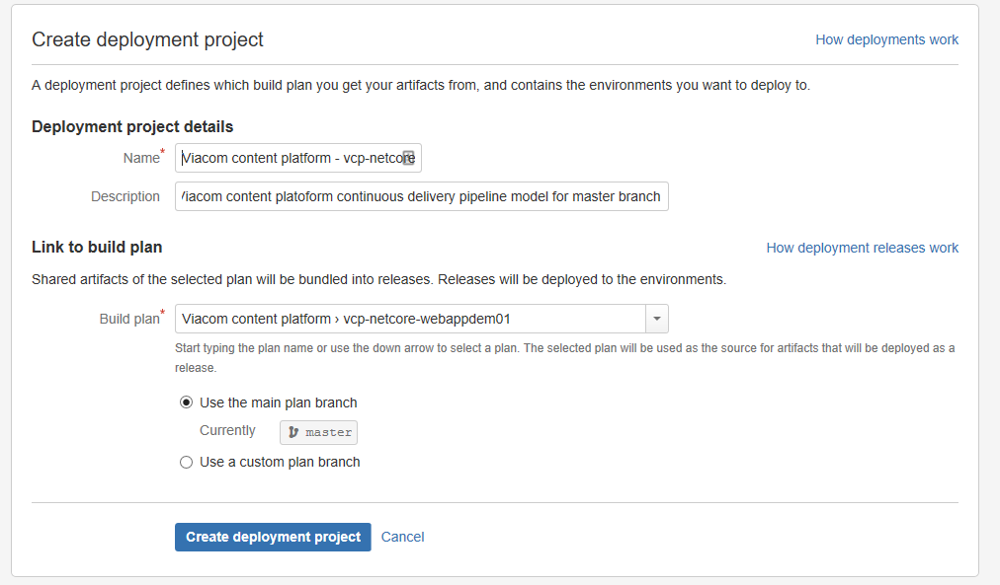 Create deployment project
How deployments work
A deployment project defines which build plan you get your artifacts from, and contains the environments you want to deploy to.
Deployment project details
Name*
Viacom content platform - vcp-netcore
Description
Viacom content platoform continuous delivery pipeline model for master branch
Link to build plan
How deployment releases work
Shared artifacts of the selected plan will be bundled into releases. Releases will be deployed to the environments.
Build plan*
Viacom content platform › vcp-netcore-webappdem01
Start typing the plan name or use the down arrow to select a plan. The selected plan will be used as the source for artifacts that will be deployed as a
release.
Use the main plan branch
Currently
master
Use a custom plan branch
Create deployment project
Cancel